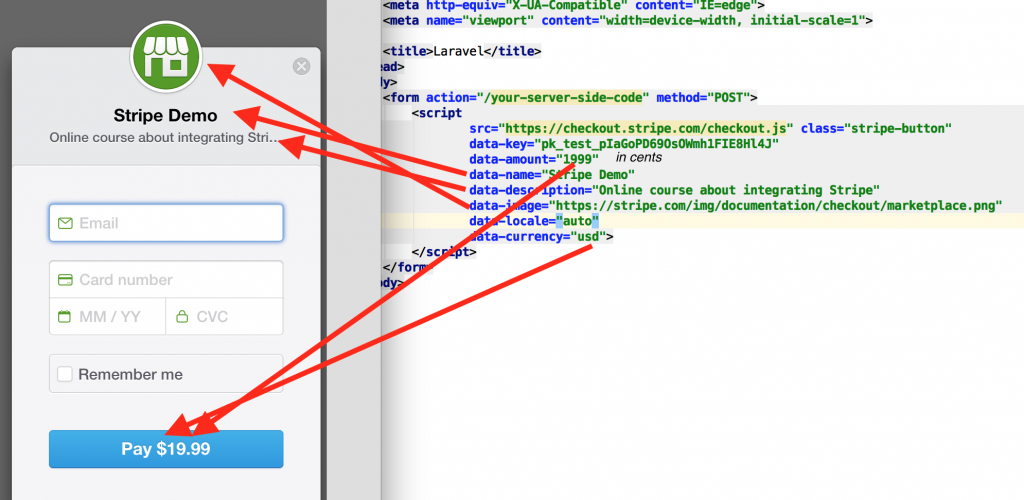 Stripe Demo
Online course about integrating Stri...
Email
Card number
MM / YY
CVC
Remember me
Pay $19.99
<meta http-equiv="X-UA-Compatible" content="IE=edge">
<meta name="viewport" content="width=device-width, initial-scale=1">
<title>Laravel</title>
ead>
dy>
<form action="/your-server-side-code" method="POST">
<script
src="https://checkout.stripe.com/checkout.js" class="stripe-button"
data-key="pk_test_pIaGoPD69OsOWmh1FIE8Hl4J"
data-amount="1999" in cents
data-name="Stripe Demo"
data-description="Online course about integrating Stripe"
data-image="https://stripe.com/img/documentation/checkout/marketplace.png"
data-locale="auto"
data-currency="usd">
</script>
</form>
ody>